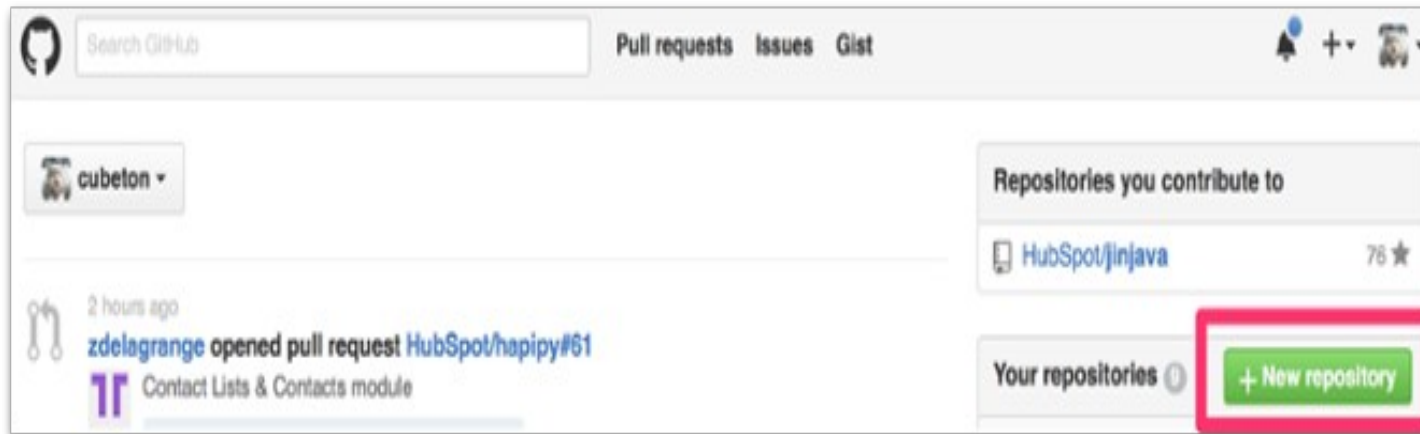 Search GitHub
Pull requests Issues Gist
cubeton
Repositories you contribute to
HubSpot/jinjava 76
2 hours ago
zdelagrange opened pull request HubSpot/hapipy#61
Contact Lists & Contacts module
Your repositories
+ New repository